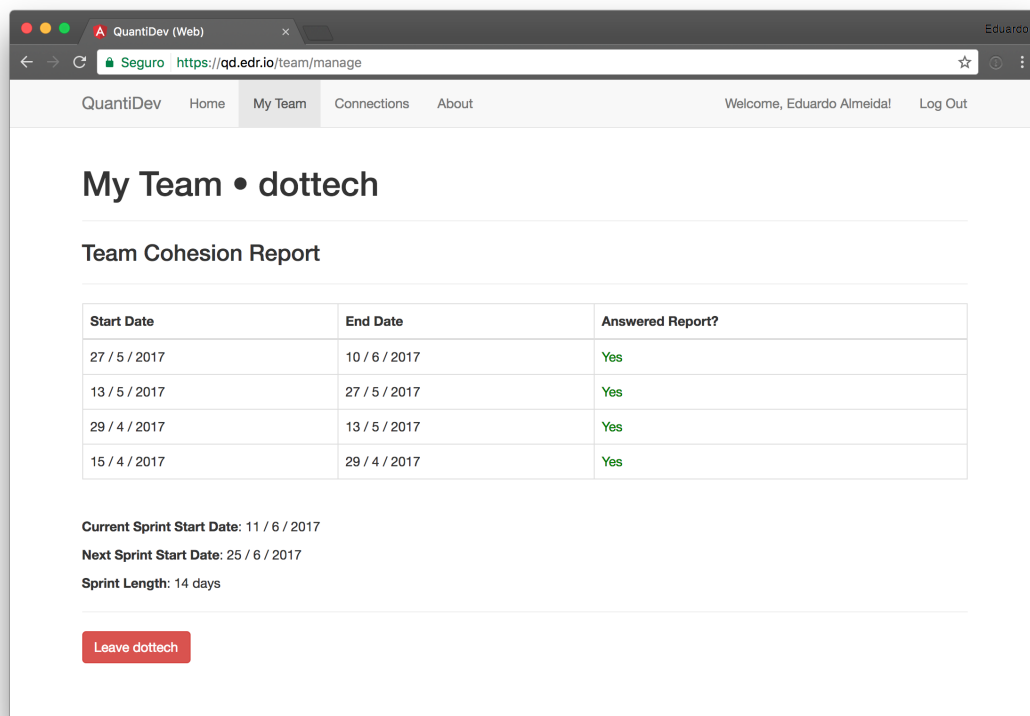 QuantiDev (Web)
Eduardo
Seguro https://qd.edr.io/team/manage
QuantiDev Home My Team Connections About Welcome, Eduardo Almeida! Log Out
My Team • dottech
Team Cohesion Report
Start Date End Date Answered Report?
27 / 5 / 2017 10 / 6 / 2017 Yes
13 / 5 / 2017 27 / 5 / 2017 Yes
29 / 4 / 2017 13 / 5 / 2017 Yes
15 / 4 / 2017 29 / 4 / 2017 Yes
Current Sprint Start Date: 11 / 6 / 2017
Next Sprint Start Date: 25 / 6 / 2017
Sprint Length: 14 days
Leave dottech